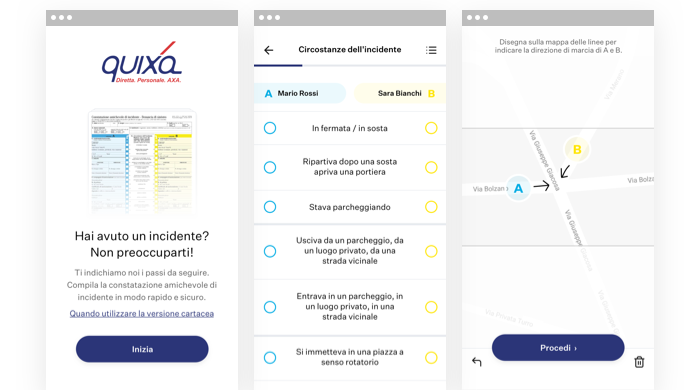 quixa
Diretta. Personale. AXA.
Hai avuto un incidente?
Non preoccuparti!
Ti indichiamo noi i passi da seguire.
Compila la constatazione amichevole di
incidente in modo rapido e sicuro.
Quando utilizzare la versione cartacea
Inizia
Circostanze dell'incidente
A Mario Rossi
Sara Bianchi B
In fermata / in sosta
Ripartiva dopo una sosta
apriva una portiera
Stava parcheggiando
Usciva da un parcheggio, da
un luogo privato, da una
strada vicinale
Entrava in un parcheggio, in
un luogo privato, in una
strada vicinale
Si immetteva in una piazza a
senso rotatorio
Disegna sulla mappa delle linee per
indicare la direzione di marcia di A e B.
Via Giuseppe Giacosa
B
Via Bolzan
A
Via Bolza
Via Giuseppe
Procedi ›